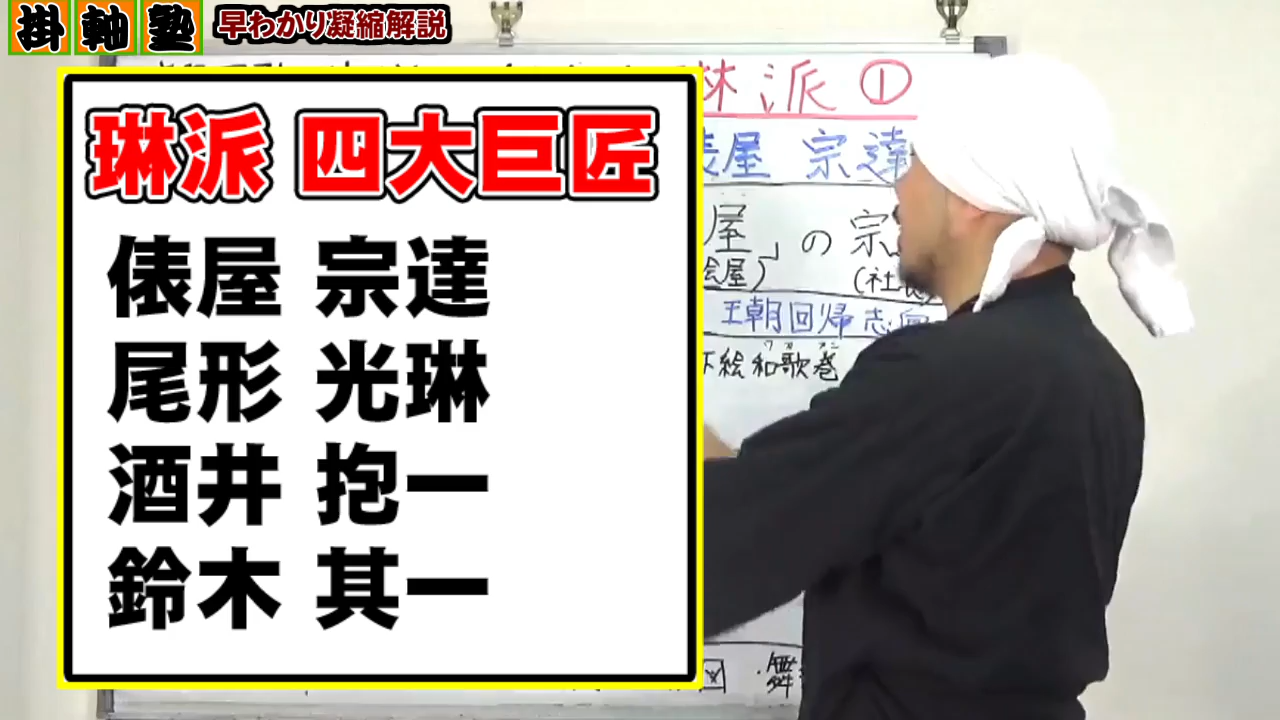 掛軸塾 早わかり凝縮解説
琳派 四大巨匠
俵屋 宗達
尾形 光琳
酒井 抱一
鈴木 其一
派 ①
屋 宗達
屋」の 宗
絵屋)
(社長)
王朝回帰志向
下絵和歌巻